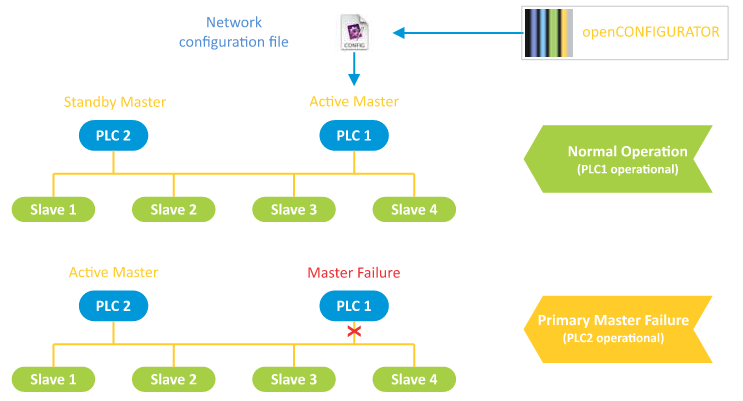 Network
configuration file
CONFIG
openCONFIGURATOR
Standby Master
Active Master
PLC 2
PLC 1
Normal Operation
(PLC1 operational)
Slave 1
Slave 2
Slave 3
Slave 4
Active Master
Master Failure
PLC 2
PLC 1
Primary Master Failure
(PLC2 operational)
Slave 1
Slave 2
Slave 3
Slave 4